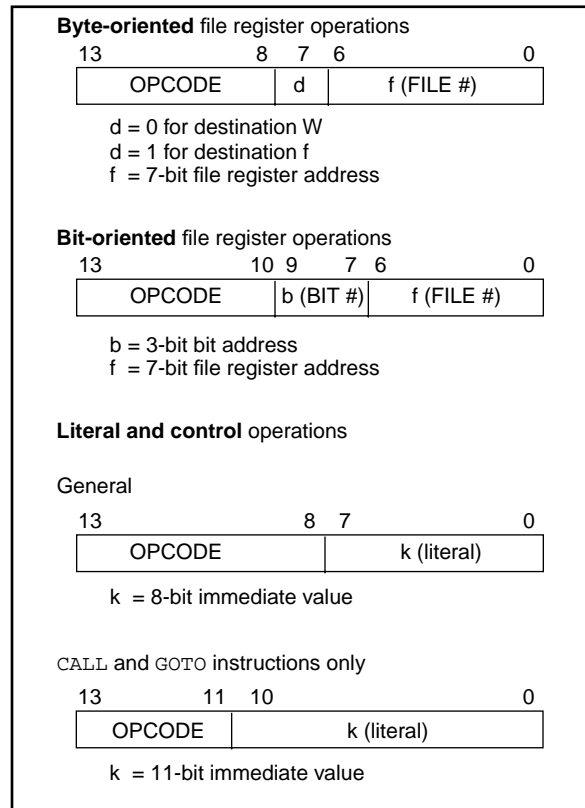 Byte-oriented file register operations
13 8 7 6 0
OPCODE d f (FILE #)
d = 0 for destination W
d = 1 for destination f
f = 7-bit file register address
Bit-oriented file register operations
13 10 9 7 6 0
OPCODE b (BIT #) f (FILE #)
b = 3-bit bit address
f = 7-bit file register address
Literal and control operations
General
13 8 7 0
OPCODE k (literal)
k = 8-bit immediate value
CALL and GOTO instructions only
13 11 10 0
OPCODE k (literal)
k = 11-bit immediate value